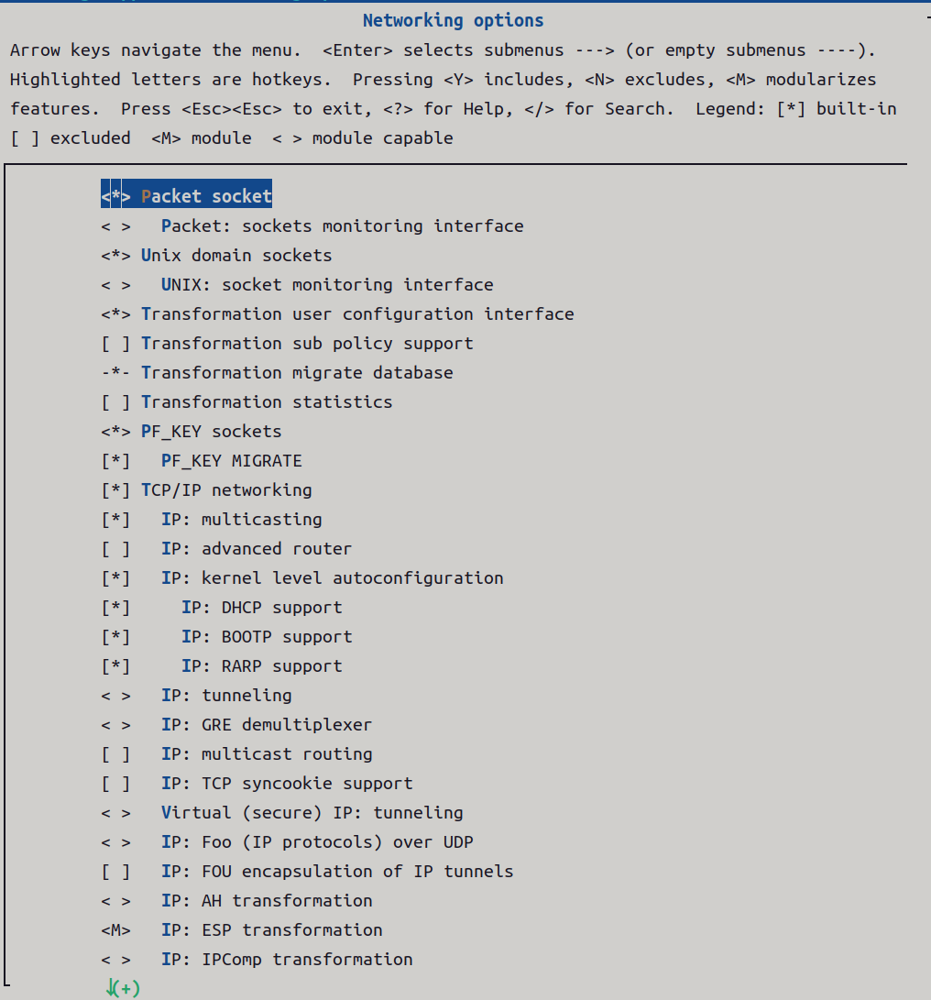 Networking options
Arrow keys navigate the menu.  <Enter> selects submenus ---> (or empty submenus ----).
Highlighted letters are hotkeys.  Pressing <Y> includes, <N> excludes, <M> modularizes
features.  Press <Esc><Esc> to exit, <?> for Help, </> for Search.  Legend: [*] built-in
[ ] excluded  <M> module  < > module capable
<*> Packet socket
< >   Packet: sockets monitoring interface
<*> Unix domain sockets
< >   UNIX: socket monitoring interface
<*> Transformation user configuration interface
[ ] Transformation sub policy support
-*- Transformation migrate database
[ ] Transformation statistics
<*> PF_KEY sockets
[*]   PF_KEY MIGRATE
[*] TCP/IP networking
[*]   IP: multicasting
[ ]   IP: advanced router
[*]   IP: kernel level autoconfiguration
[*]     IP: DHCP support
[*]     IP: BOOTP support
[*]     IP: RARP support
< >   IP: tunneling
< >   IP: GRE demultiplexer
[ ]   IP: multicast routing
[ ]   IP: TCP syncookie support
< >   Virtual (secure) IP: tunneling
< >   IP: Foo (IP protocols) over UDP
[ ]   IP: FOU encapsulation of IP tunnels
< >   IP: AH transformation
<M>   IP: ESP transformation
< >   IP: IPComp transformation
↓(+)